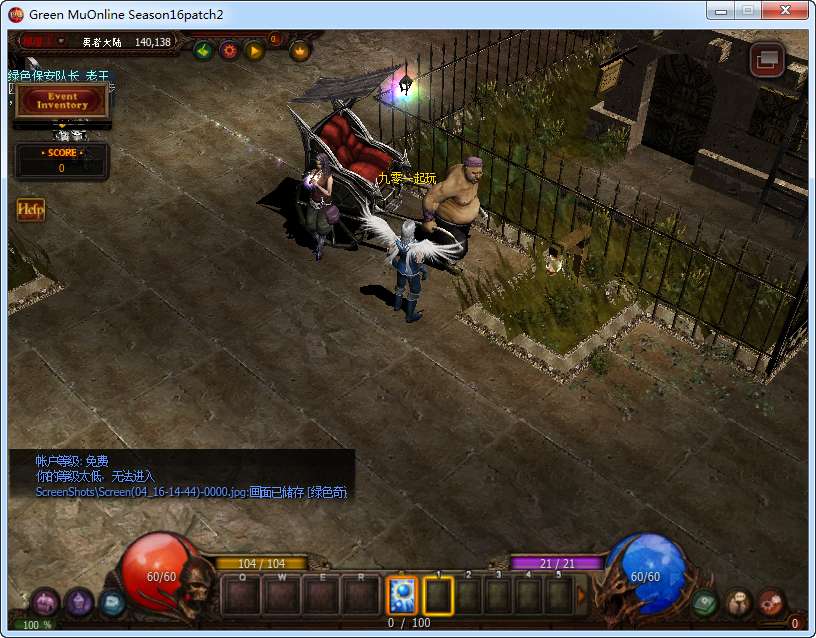 Green MuOnline Season16patch2
勇者大陆 140,138
绿色保安队长 老王
Event
Inventory
SCORE
0
Help
九零一起玩
帐户等级: 免费
你的等级太低, 无法进入
ScreenShots\Screen(04_16-14-44)-0000.jpg:画面已储存 [绿色奇]
104 / 104
21 / 21
60/60
Q W E R
1 2 3 4 5
60/60
0 / 100
100 %
0